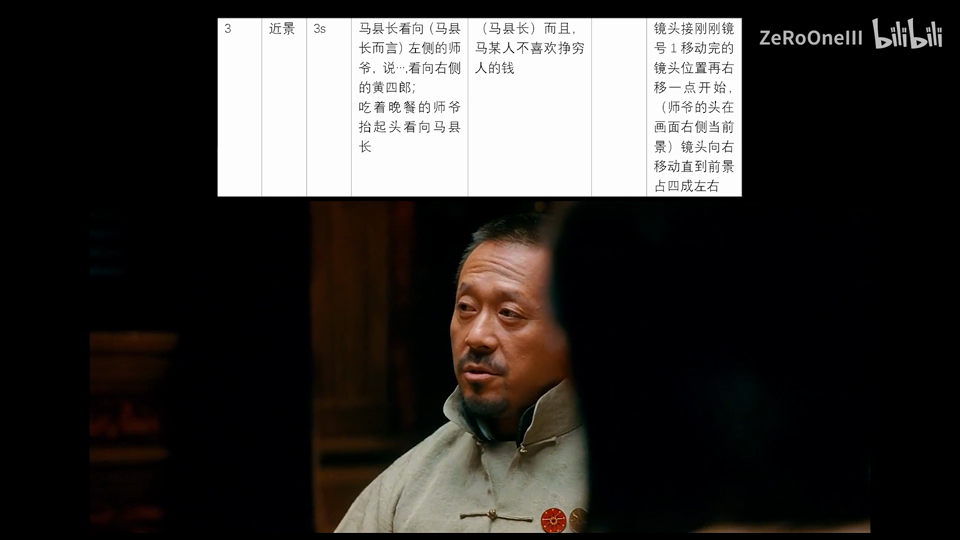 3
近景
3s
马县长看向（马县
长而言）左侧的师
爷，说…,看向右侧
的黄四郎；
吃着晚餐的师爷
抬起头看向马县
长
（马县长）而且，
马某人不喜欢挣穷
人的钱
镜头接刚刚镜
号 1 移动完的
镜头位置再右
移一点开始，
（师爷的头在
画面右侧当前
景）镜头向右
移动直到前景
占四成左右
ZeRoOneIII bilibili